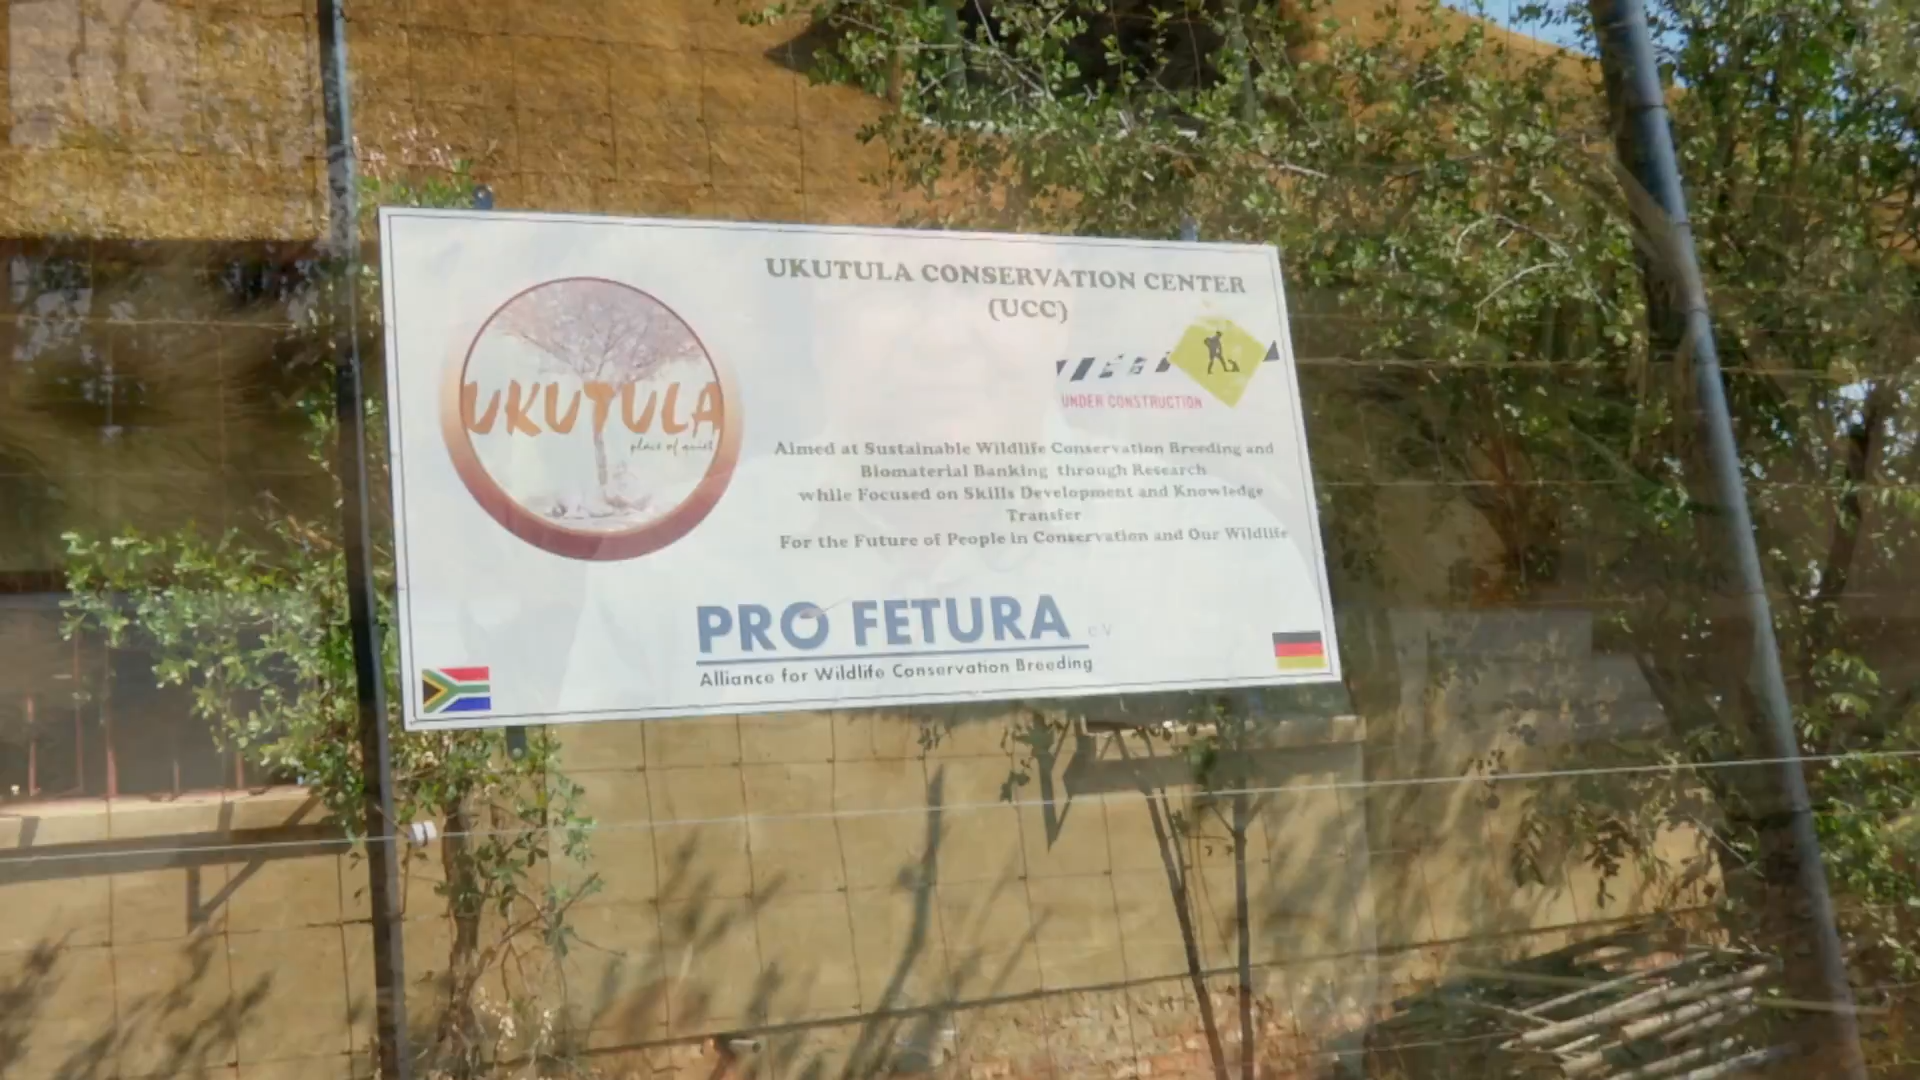 UKUTULA CONSERVATION CENTER
(UCC)
UKUTULA
place of quiet
UNDER CONSTRUCTION
Aimed at Sustainable Wildlife Conservation Breeding and
Biomaterial Banking through Research
while Focused on Skills Development and Knowledge
Transfer
For the Future of People in Conservation and Our Wildlife
PRO FETURA e.V.
Alliance for Wildlife Conservation Breeding